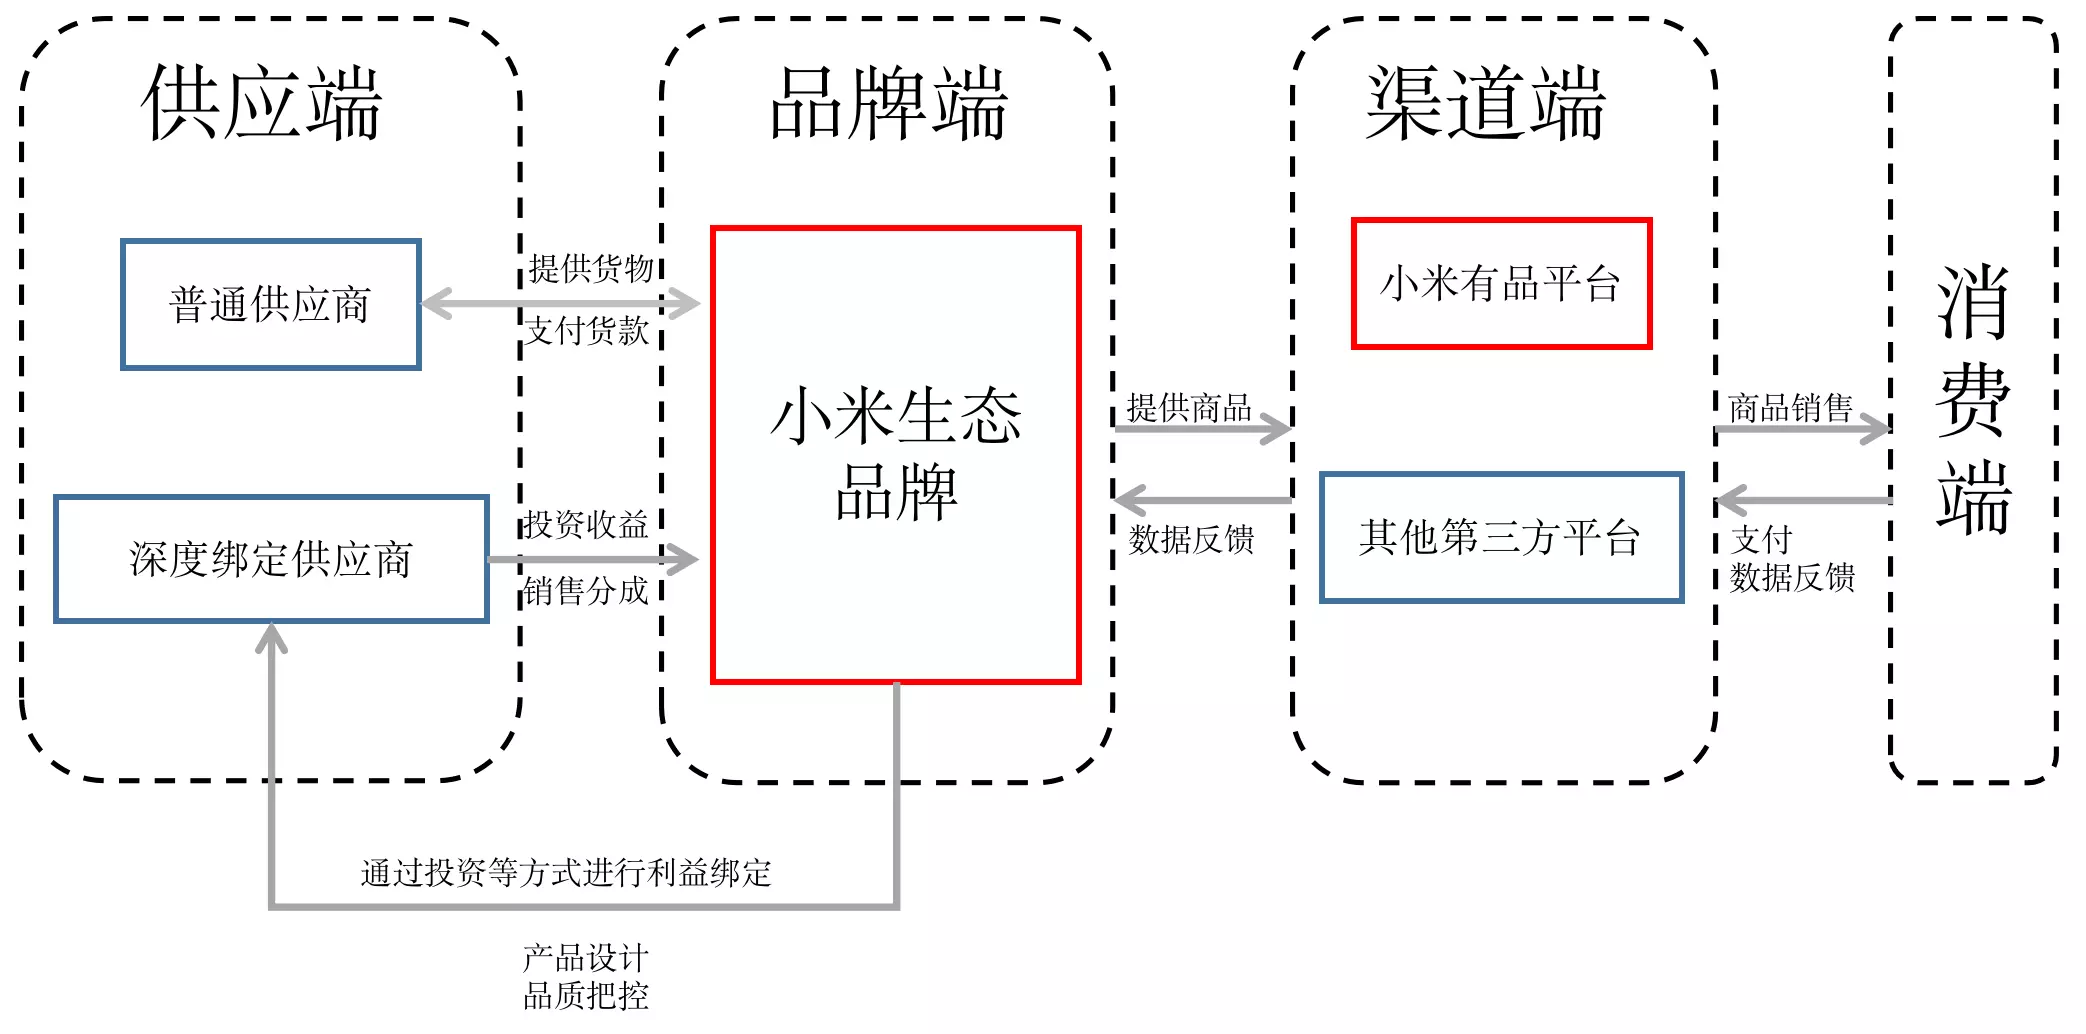 供应端
品牌端
渠道端
消费端
普通供应商
提供货物
支付货款
小米生态
品牌
小米有品平台
提供商品
数据反馈
商品销售
支付
数据反馈
深度绑定供应商
投资收益
销售分成
其他第三方平台
通过投资等方式进行利益绑定
产品设计
品质把控